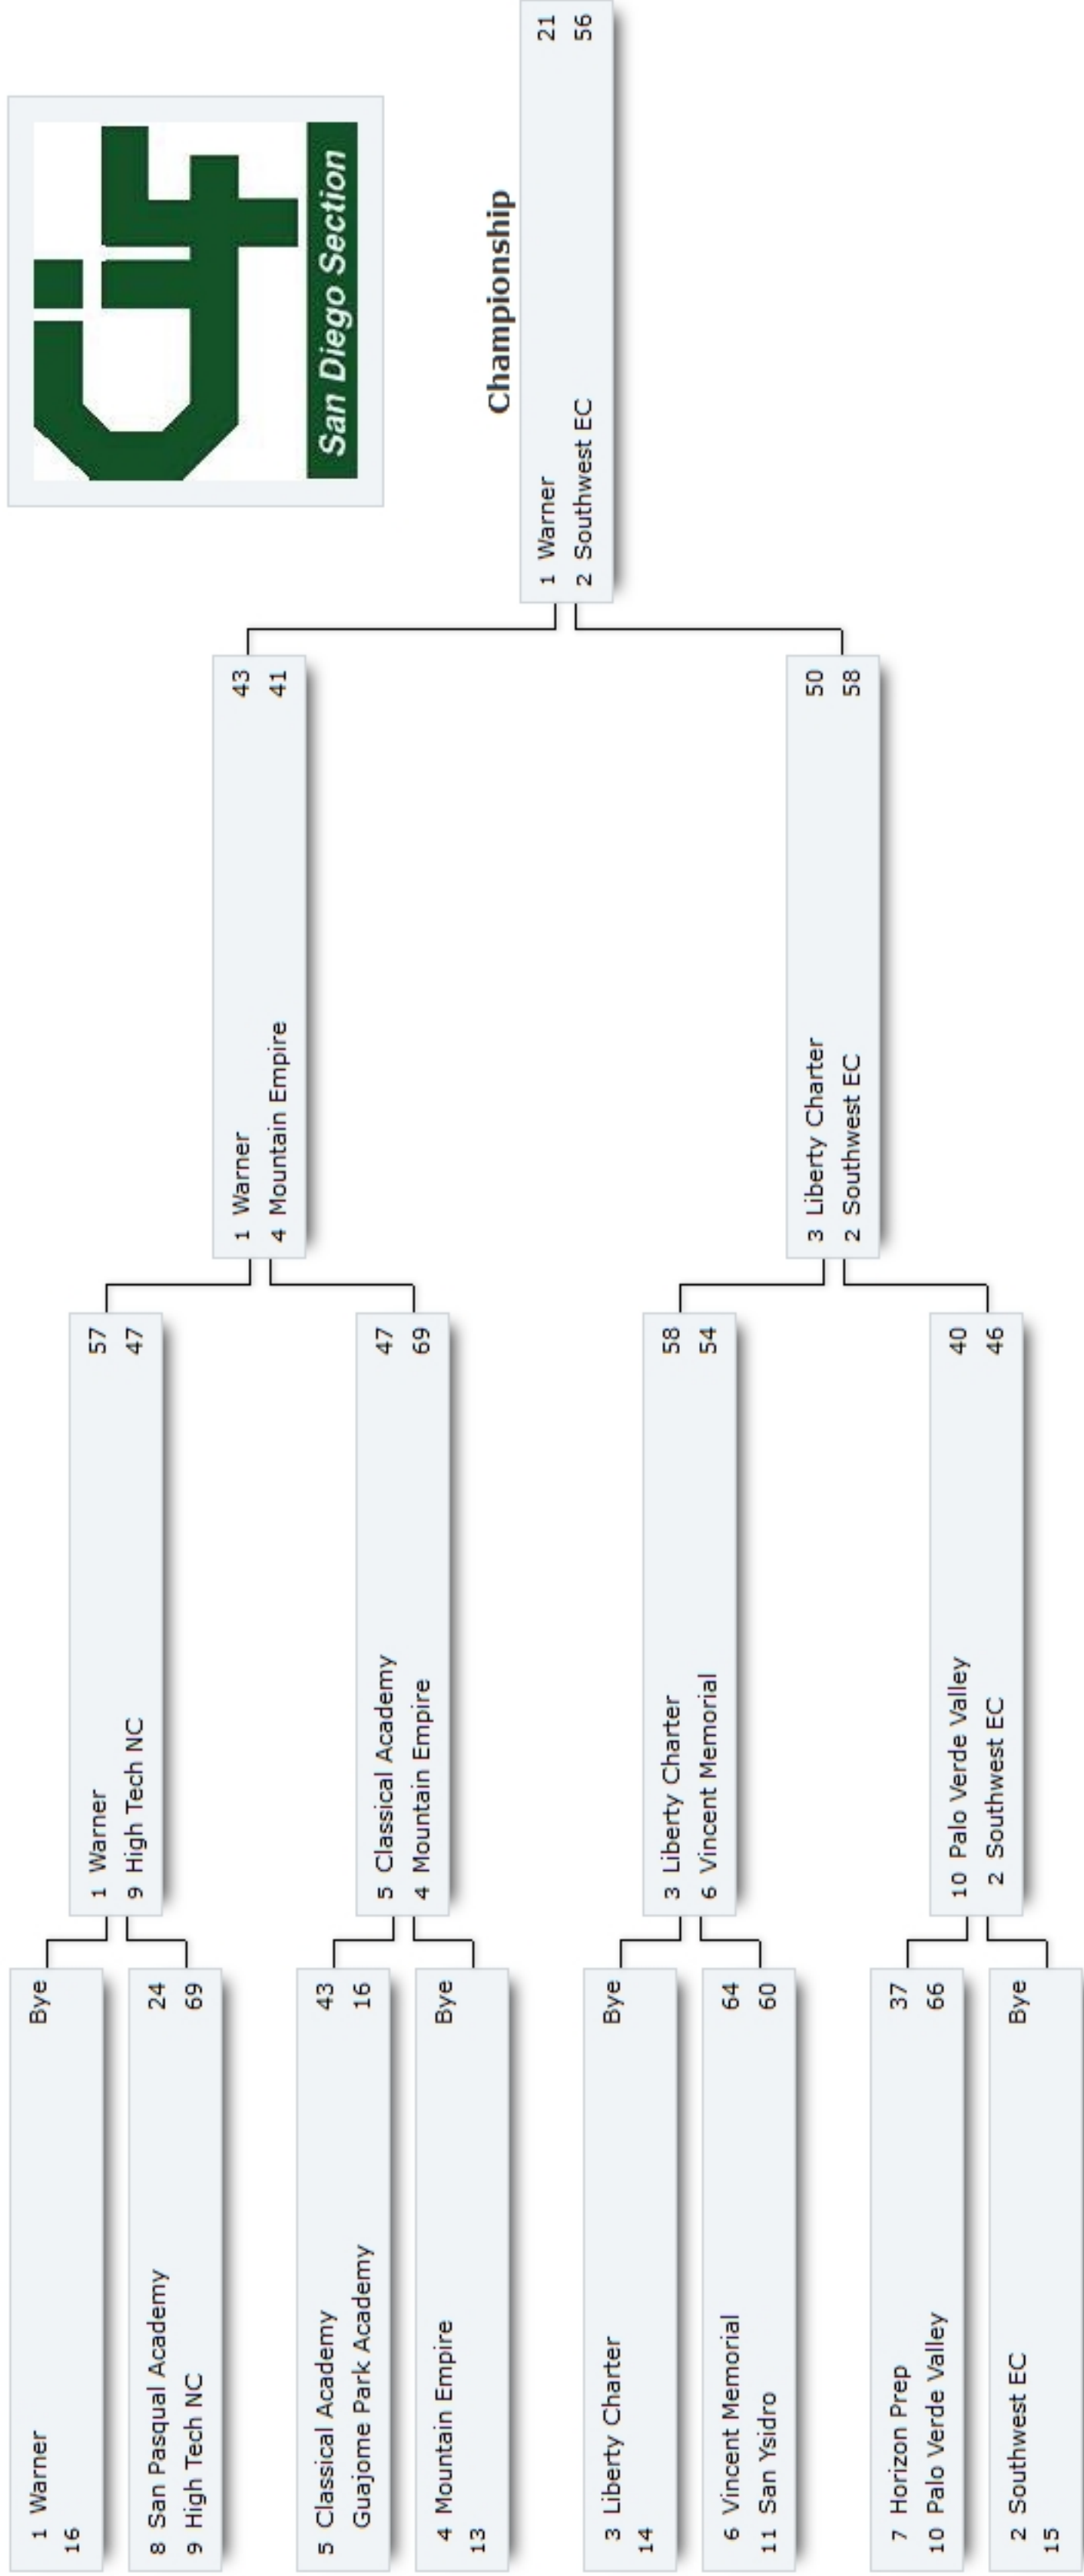 San Diego Section
1 Warner Bye
16
8 San Pasqual Academy 24
9 High Tech NC 69
5 Classical Academy 43
Guajome Park Academy 16
4 Mountain Empire Bye
13
3 Liberty Charter Bye
14
6 Vincent Memorial 64
11 San Ysidro 60
7 Horizon Prep 37
10 Palo Verde Valley 66
2 Southwest EC Bye
15
1 Warner 57
9 High Tech NC 47
5 Classical Academy 47
4 Mountain Empire 69
3 Liberty Charter 58
6 Vincent Memorial 54
10 Palo Verde Valley 40
2 Southwest EC 46
1 Warner 43
4 Mountain Empire 41
3 Liberty Charter 50
2 Southwest EC 58
Championship
1 Warner 21
2 Southwest EC 56